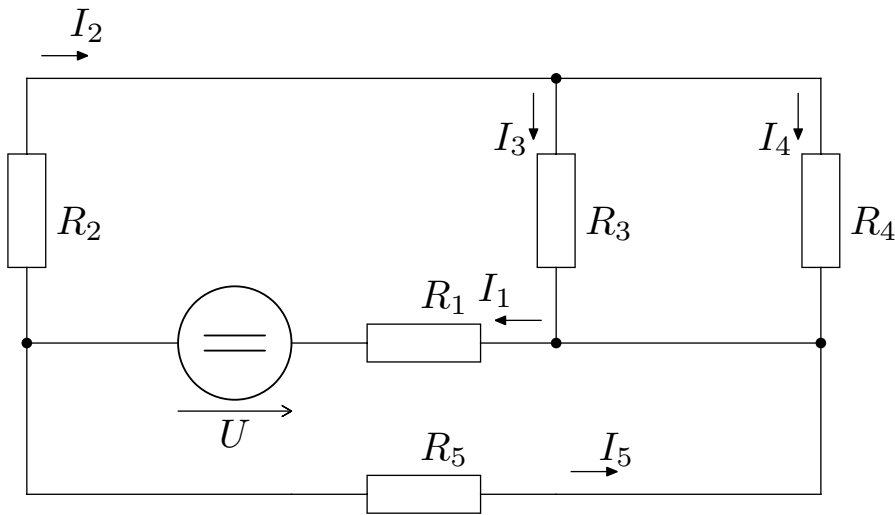 I₂
I₃
I₄
R₂
R₃
R₄
R₁
I₁
U
R₅
I₅